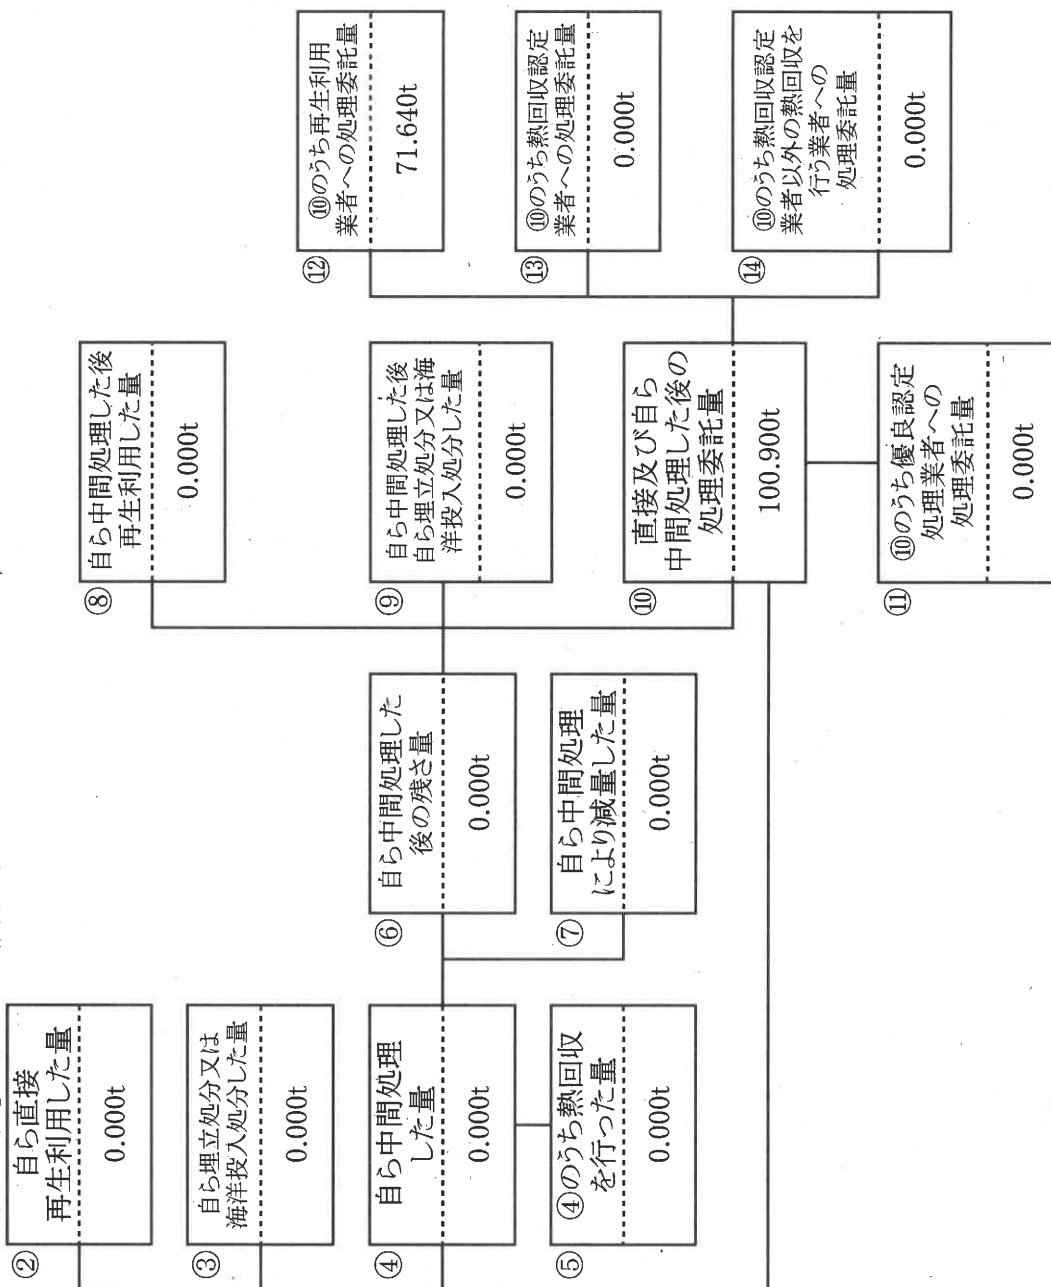 ②
自ら直接
再生利用した量
0.000t
③
自ら埋立処分又は
海洋投入処分した量
0.000t
④
自ら中間処理
した量
0.000t
⑤
④のうち熱回収
を行った量
0.000t
⑥
自ら中間処理した
後の残さ量
0.000t
⑦
自ら中間処理
により減量した量
0.000t
⑧
自ら中間処理した後
再生利用した量
0.000t
⑨
自ら中間処理した後
自ら埋立処分又は海
洋投入処分した量
0.000t
⑩
直接及び自ら
中間処理した後の
処理委託量
100.900t
⑪
⑩のうち優良認定
処理業者への
処理委託量
0.000t
⑫
⑩のうち再生利用
業者への処理委託量
71.640t
⑬
⑩のうち熱回収認定
業者への処理委託量
0.000t
⑭
⑩のうち熱回収認定
業者以外の熱回収を
行う業者への
処理委託量
0.000t